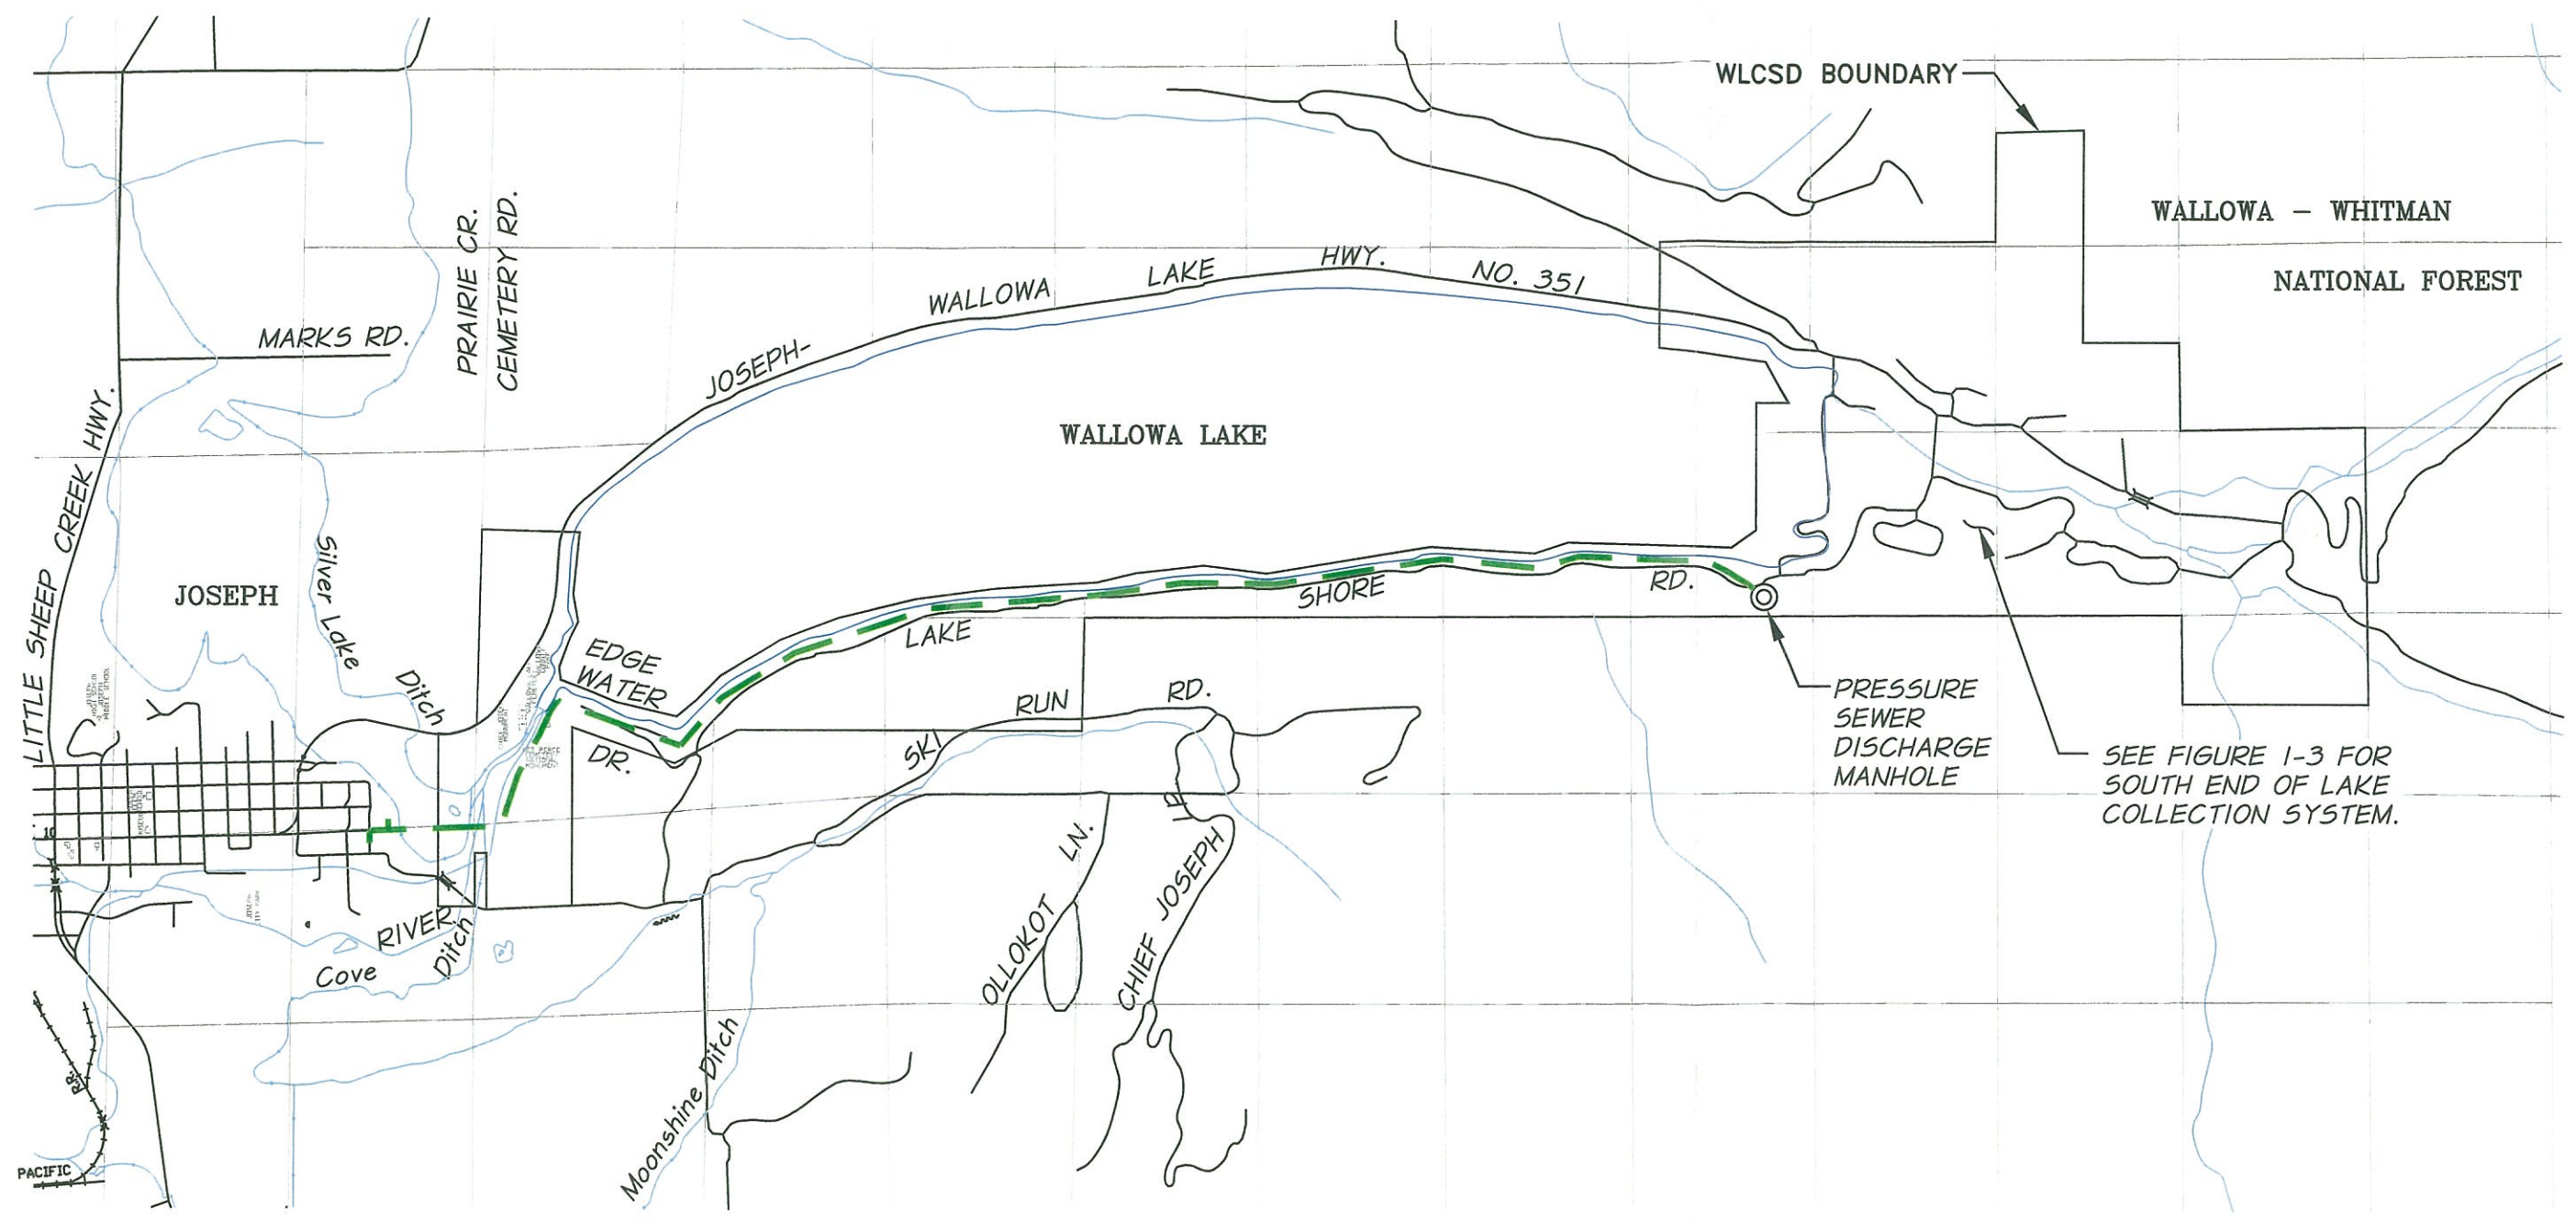 WLCSD BOUNDARY
WALLOWA - WHITMAN
NATIONAL FOREST
PRAIRIE CR.
CEMETERY RD.
JOSEPH-
WALLOWA
LAKE
HWY.
NO. 351
MARKS RD.
LITTLE SHEEP CREEK HWY.
WALLOWA LAKE
JOSEPH
Silver Lake
Ditch
EDGE
WATER
DR.
LAKE
SHORE
RD.
SKI
RUN
RD.
PRESSURE
SEWER
DISCHARGE
MANHOLE
SEE FIGURE 1-3 FOR
SOUTH END OF LAKE
COLLECTION SYSTEM.
10
RIVER
Cove
Ditch
OLLOKOT
LN.
CHIEF JOSEPH
Moonshine Ditch
R.R.
PACIFIC